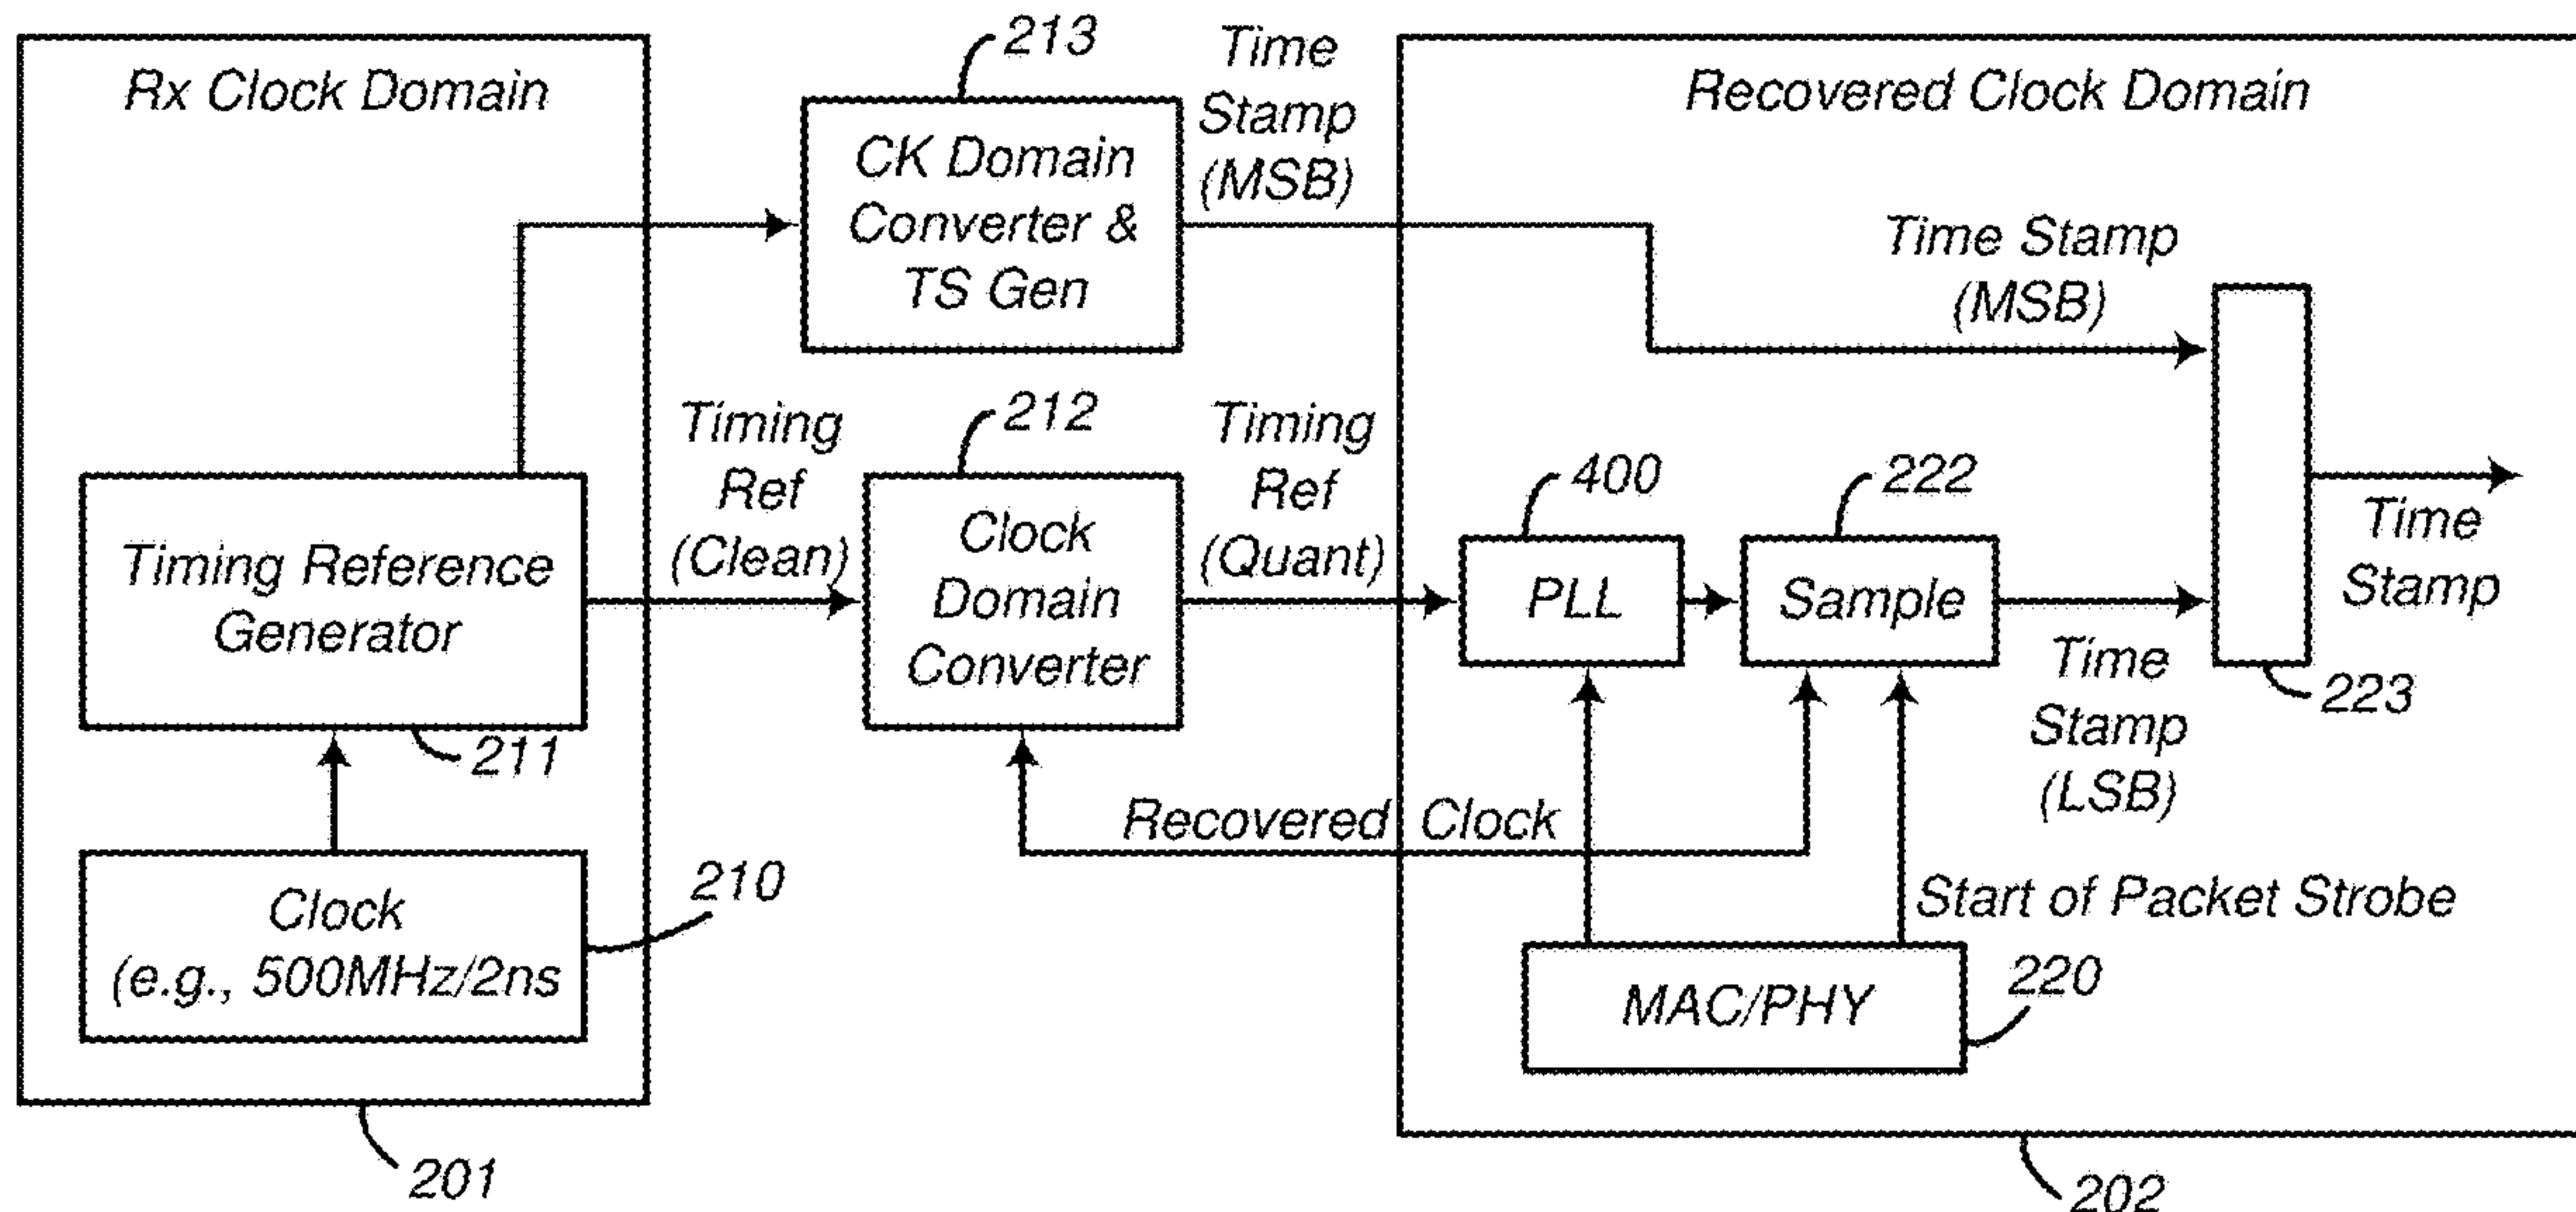 Rx Clock Domain
213
Time
Stamp
(MSB)
Recovered Clock Domain
CK Domain
Converter &
TS Gen
Time Stamp
(MSB)
Timing
Ref
(Clean)
212
Timing
Ref
(Quant)
400
222
Timing Reference
Generator
211
Clock
Domain
Converter
PLL
Sample
Time
Stamp
Time
Stamp
(LSB)
223
Recovered Clock
Clock
(e.g., 500MHz/2ns
210
Start of Packet Strobe
MAC/PHY
220
201
202